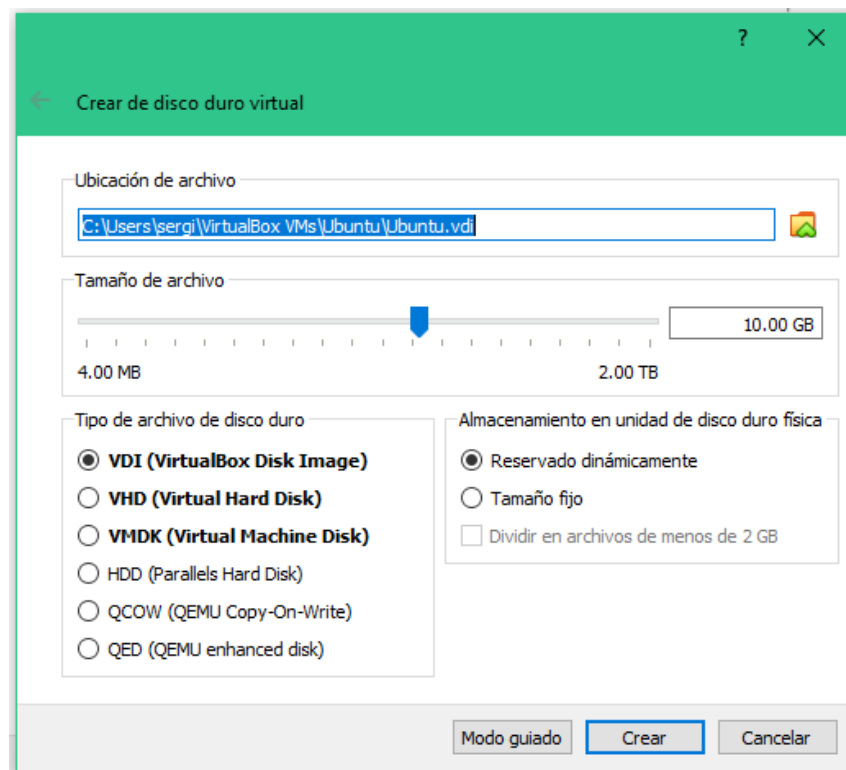 ?
Crear de disco duro virtual
Ubicación de archivo
C:\Users\sergi\VirtualBox VMs\Ubuntu\Ubuntu.vdi
Tamaño de archivo
10.00 GB
4.00 MB 2.00 TB
Tipo de archivo de disco duro
VDI (VirtualBox Disk Image)
VHD (Virtual Hard Disk)
VMDK (Virtual Machine Disk)
HDD (Parallels Hard Disk)
QCOW (QEMU Copy-On-Write)
QED (QEMU enhanced disk)
Almacenamiento en unidad de disco duro física
Reservado dinámicamente
Tamaño fijo
Dividir en archivos de menos de 2 GB
Modo guiado Crear Cancelar